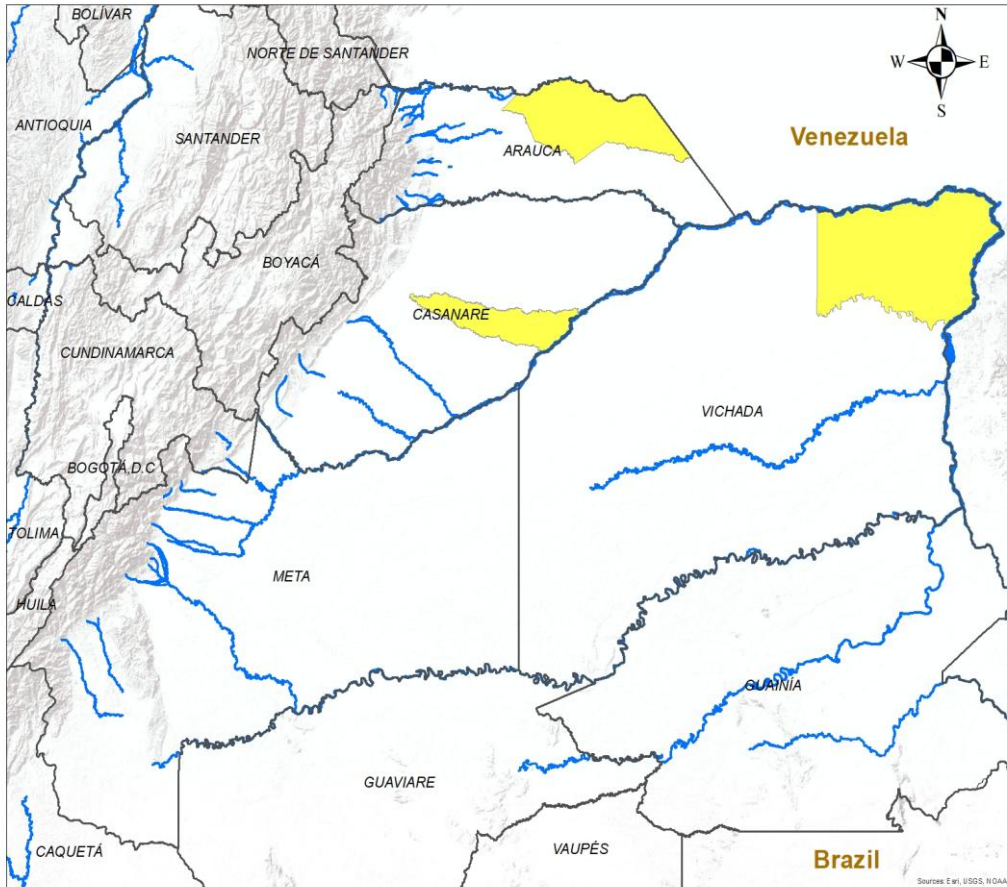 BOLÍVAR
N
NORTE DE SANTANDER
W E
S
ANTIOQUIA
SANTANDER
Venezuela
ARAUCA
BOYACÁ
CALDAS
CASANARE
CUNDINAMARCA
VICHADA
BOGOTÁ,D.C
TOLIMA
META
HUILA
GUAINÍA
GUAVIARE
VAUPÉS
CAQUETÁ
Brazil
Sources: Esri, USGS, NOAA